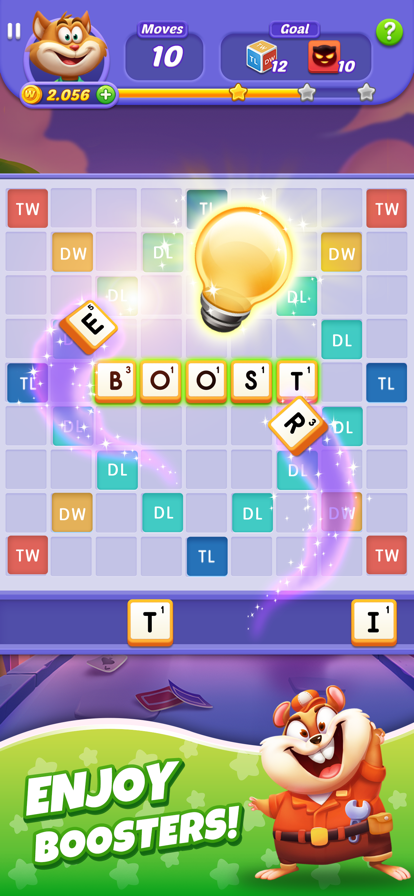 Moves
Goal
10
TL DW
12
10
?
W 2.056 +
TW TL TW
DW DL DW
DL DL
E 5 DL
TL B 3 O 1 O 1 S 1 T 1 TL
DL R 3 DL
DL DL
DW DL DL DW
TW TL TW
T 1 I 1
ENJOY
BOOSTERS!